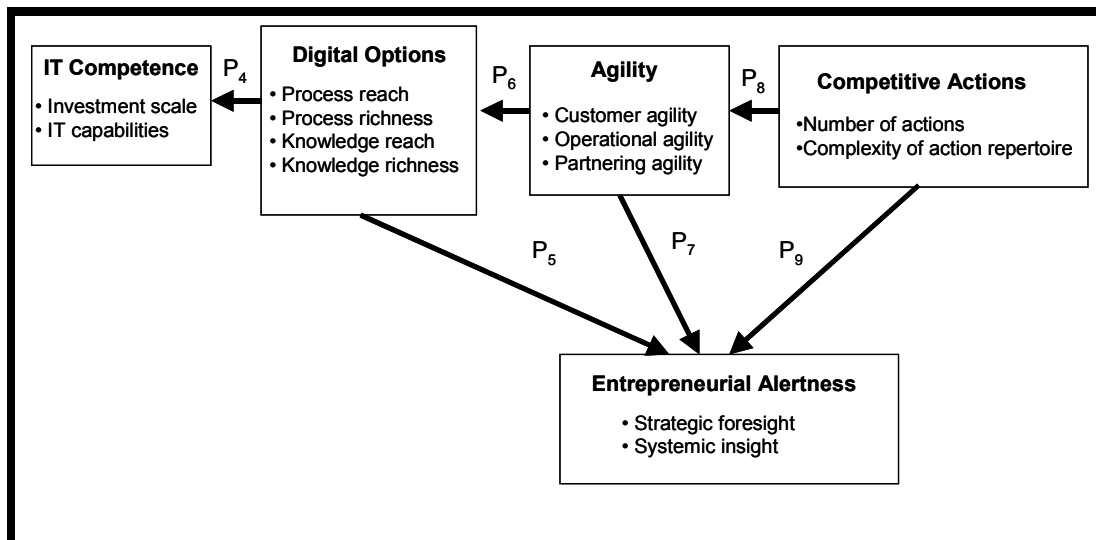 IT Competence
• Investment scale
• IT capabilities
P4
Digital Options
• Process reach
• Process richness
• Knowledge reach
• Knowledge richness
P6
Agility
• Customer agility
• Operational agility
• Partnering agility
P8
Competitive Actions
•Number of actions
•Complexity of action repertoire
P5
P7
P9
Entrepreneurial Alertness
• Strategic foresight
• Systemic insight